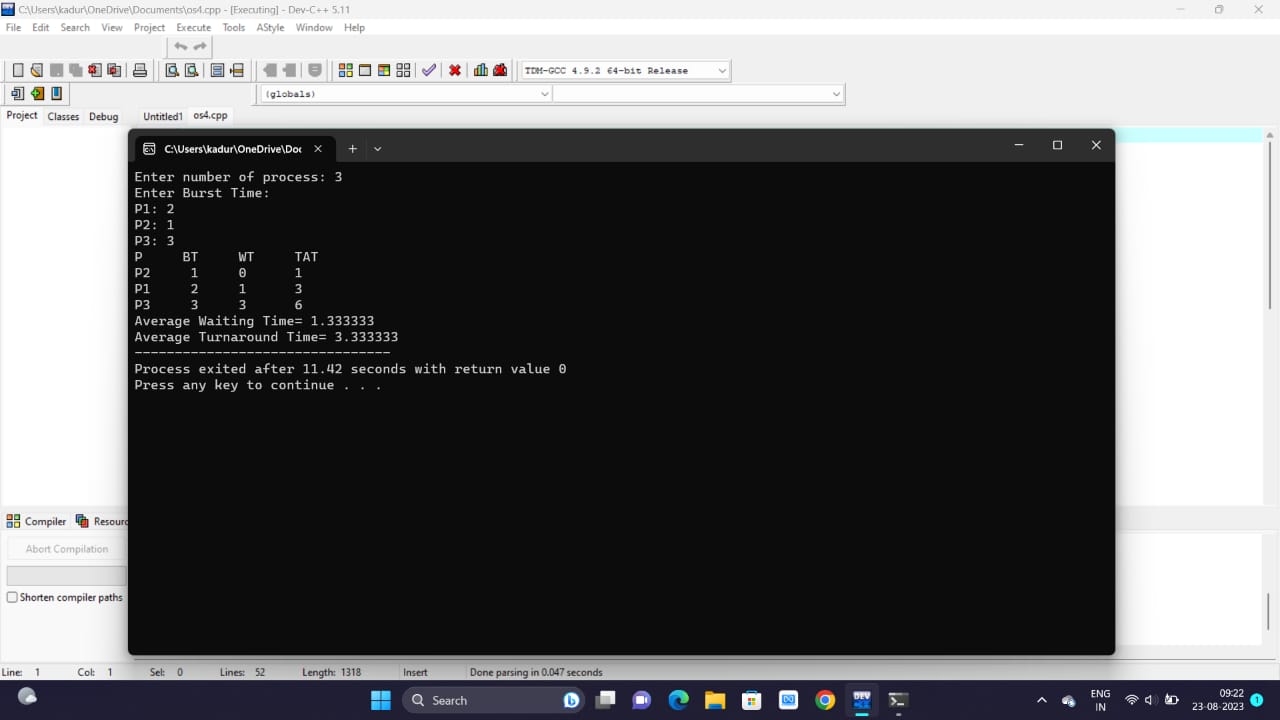 C:\Users\kadur\OneDrive\Documents\os4.cpp - [Executing] - Dev-C++ 5.11
File Edit Search View Project Execute Tools AStyle Window Help
TDM-GCC 4.9.2 64-bit Release
(globals)
Project Classes Debug Untitled1 os4.cpp
C:\Users\kadur\OneDrive\Doc
Enter number of process: 3
Enter Burst Time:
P1: 2
P2: 1
P3: 3
P BT WT TAT
P2 1 0 1
P1 2 1 3
P3 3 3 6
Average Waiting Time= 1.333333
Average Turnaround Time= 3.333333
--------------------------------
Process exited after 11.42 seconds with return value 0
Press any key to continue . . .
Compiler Resourc
Abort Compilation
Shorten compiler paths
Line: 1 Col: 1 Sel: 0 Lines: 52 Length: 1318 Insert Done parsing in 0.047 seconds
Search
DEV
C++
ENG
IN
09:22
23-08-2023
1